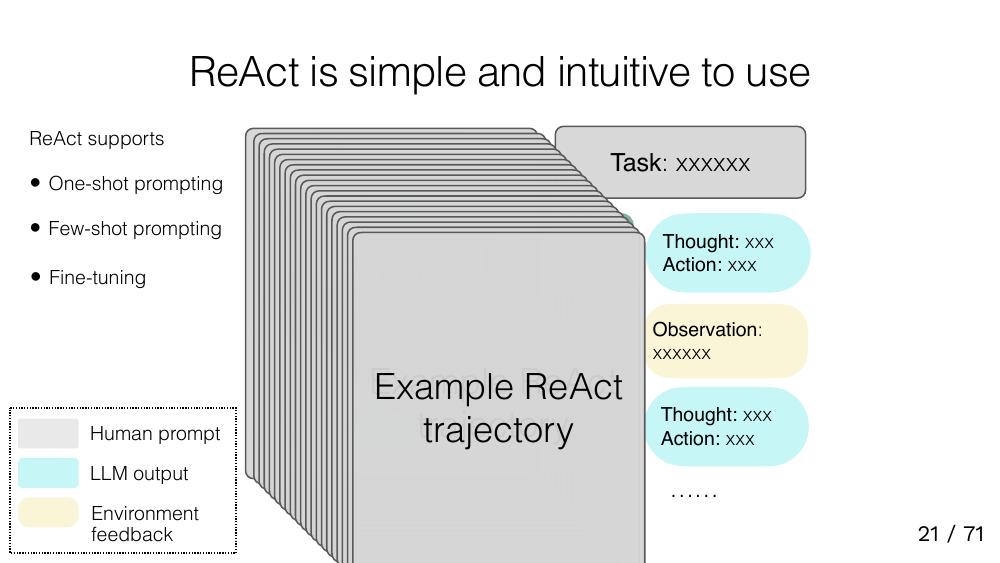 ReAct is simple and intuitive to use
ReAct supports
• One-shot prompting
• Few-shot prompting
• Fine-tuning
Task: xxxxxx
Thought: xxx
Action: xxx
Observation:
xxxxxx
Thought: xxx
Action: xxx
......
Example ReAct
trajectory
Human prompt
LLM output
Environment
feedback
21 / 71